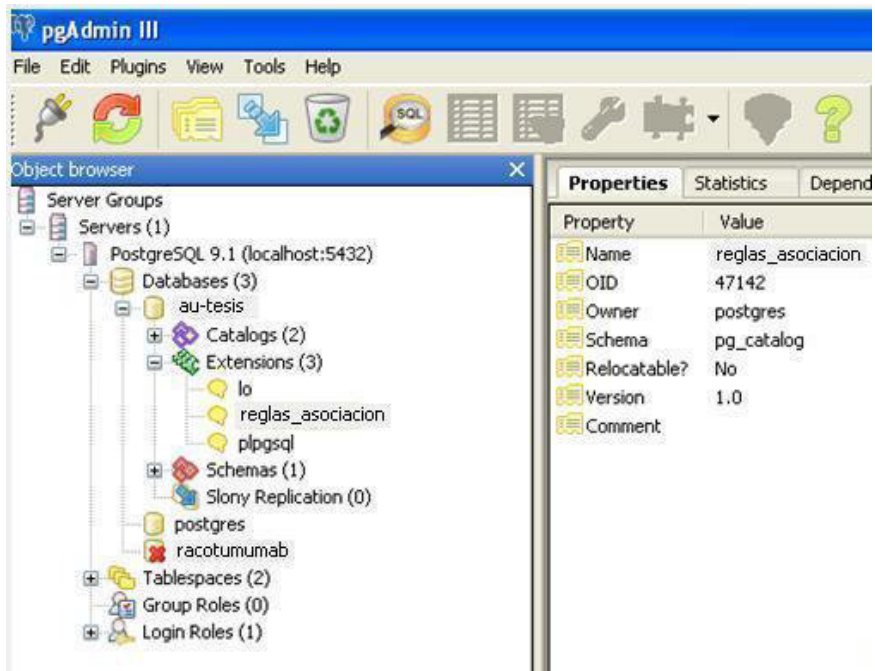 pgAdmin III
File Edit Plugins View Tools Help
SQL
Object browser
Server Groups
Servers (1)
PostgreSQL 9.1 (localhost:5432)
Databases (3)
au-tesis
Catalogs (2)
Extensions (3)
lo
reglas_asociacion
plpgsql
Schemas (1)
Slony Replication (0)
postgres
racotumumab
Tablespaces (2)
Group Roles (0)
Login Roles (1)
Properties Statistics Depend
Property Value
Name reglas_asociacion
OID 47142
Owner postgres
Schema pg_catalog
Relocatable? No
Version 1.0
Comment